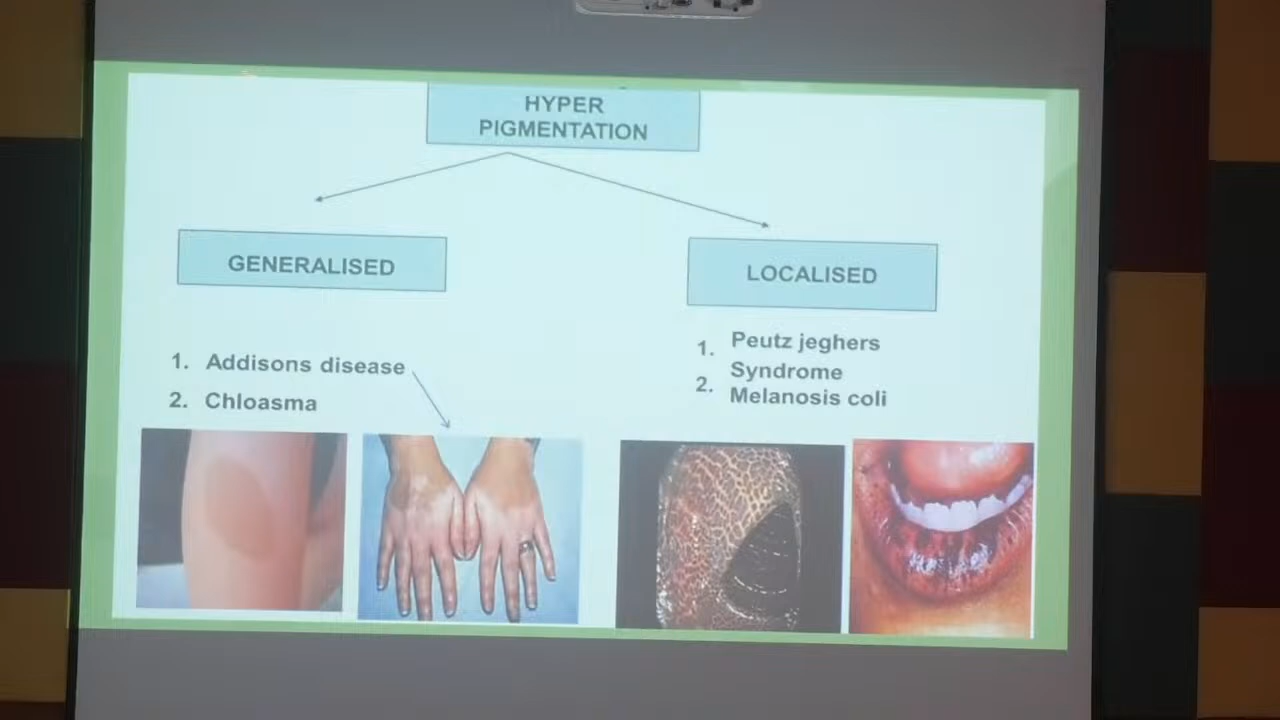 HYPER
PIGMENTATION
GENERALISED
LOCALISED
1. Addisons disease
2. Chloasma
1. Peutz jeghers
Syndrome
2. Melanosis coli